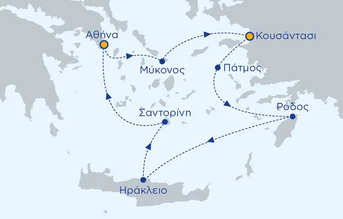 Αθήνα
Κουσάντασι
Μύκονος
Πάτμος
Σαντορίνη
Ρόδος
Ηράκλειο